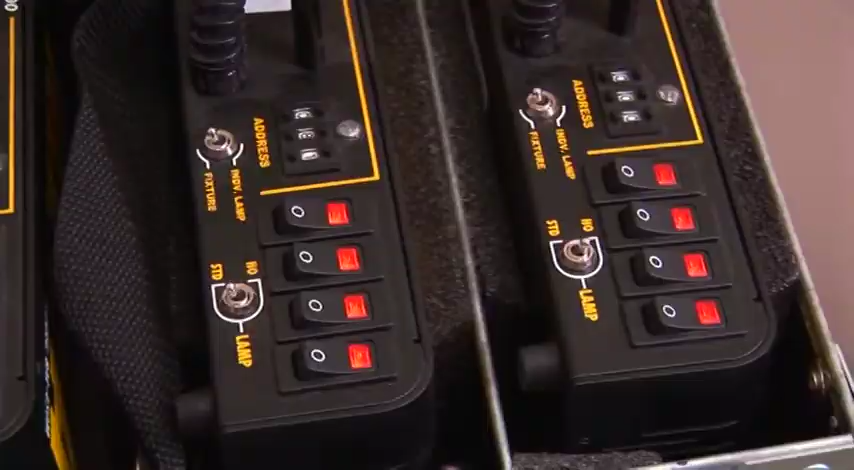 ADDRESS
FIXTURE
INDV. LAMP
STD
HO
LAMP
ADDRESS
FIXTURE
INDV. LAMP
STD
HO
LAMP